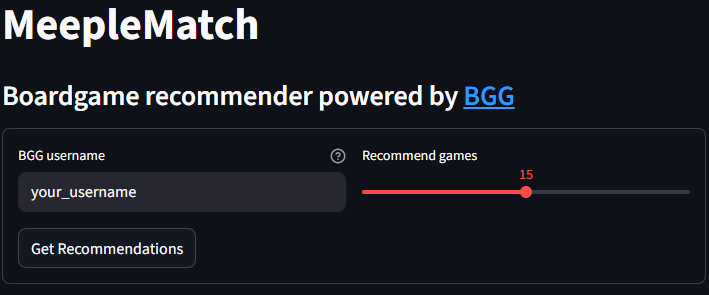 MeepleMatch
Boardgame recommender powered by BGG
BGG username
Recommend games
15
your_username
Get Recommendations